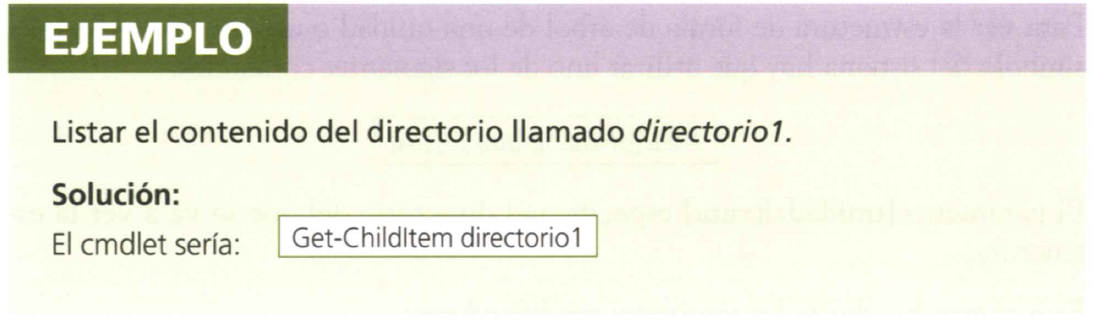 EJEMPLO
Listar el contenido del directorio llamado directorio1.
Solución:
El cmdlet sería: Get-ChildItem directorio1